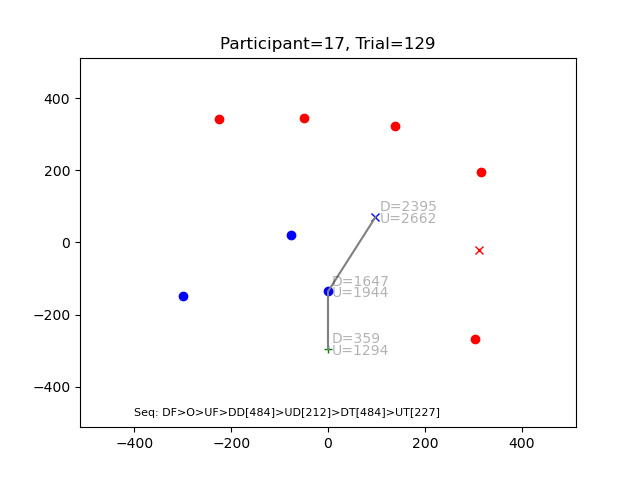 Participant=17, Trial=129
400
200
0
−200
−400
D=2395
U=2662
D=1647
U=1944
D=359
U=1294
Seq: DF>O>UF>DD[484]>UD[212]>DT[484]>UT[227]
−400 −200 0 200 400